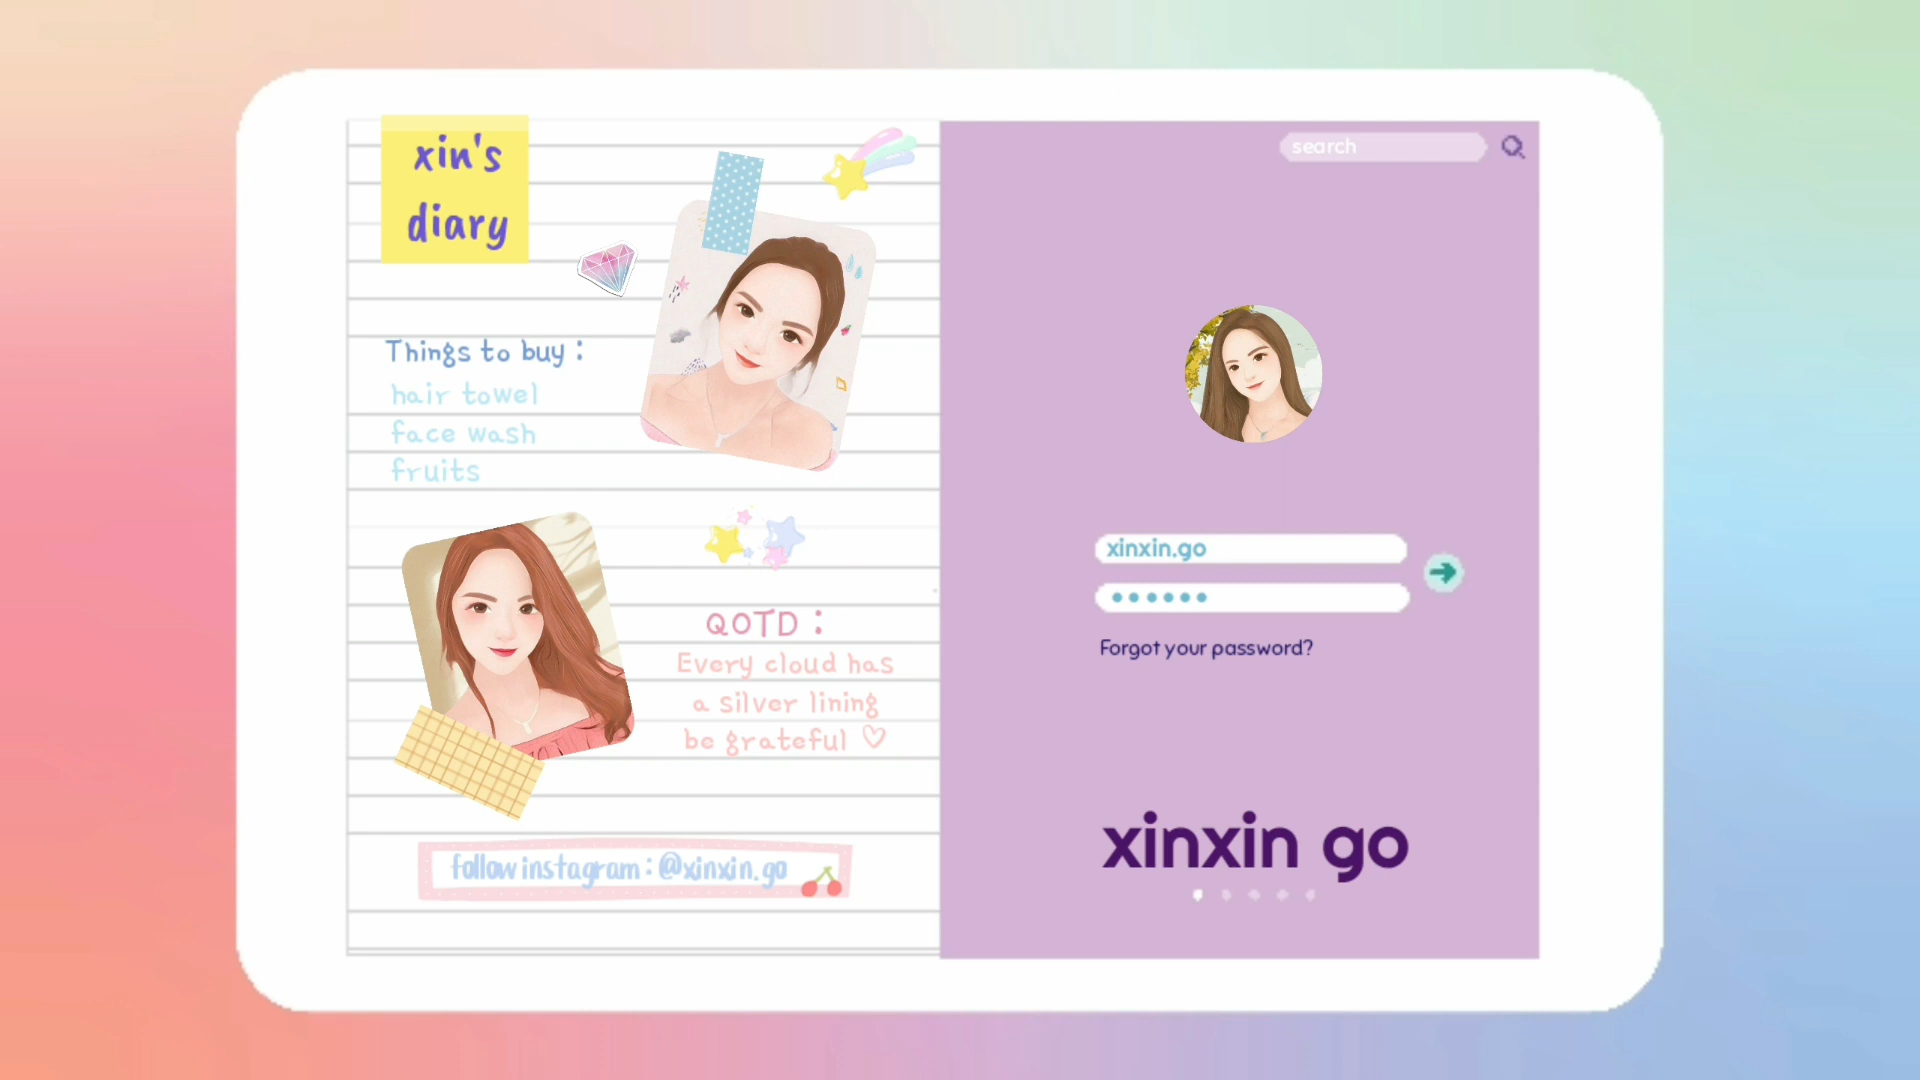 xin's
diary
Things to buy :
hair towel
face wash
fruits
QOTD :
Every cloud has
a silver lining
be grateful ♡
follow instagram : @xinxin.go
search
xinxin.go
••••••
Forgot your password?
xinxin go